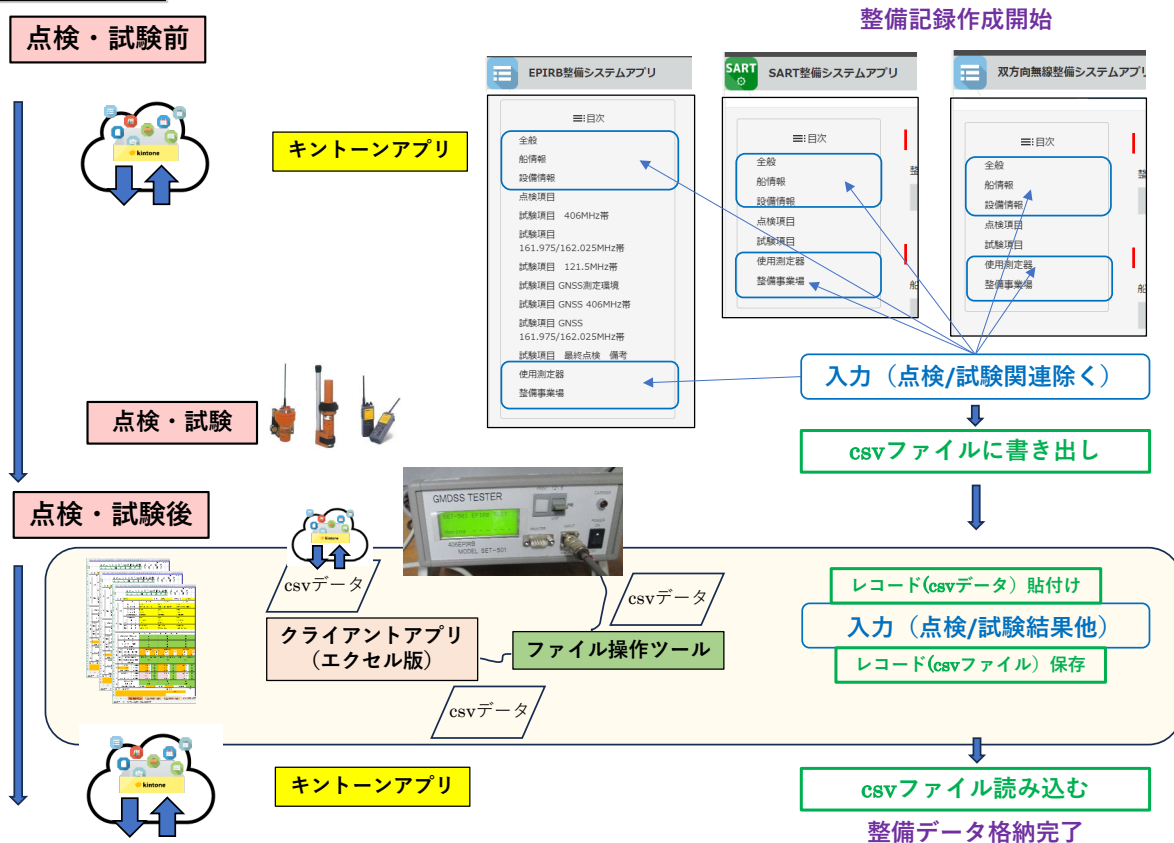 整備記録作成開始
点検・試験前
EPIRB整備システムアプリ
SART
SART整備システムアプリ
双方向無線整備システムアプリ
kintone
キントーンアプリ
目次
全般
船情報
設備情報
点検項目
試験項目 406MHz帯
試験項目
161.975/162.025MHz帯
試験項目 121.5MHz帯
試験項目 GNSS測定環境
試験項目 GNSS 406MHz帯
試験項目 GNSS
161.975/162.025MHz帯
試験項目 最終点検 備考
使用測定器
整備事業場
目次
全般
船情報
設備情報
点検項目
試験項目
使用測定器
整備事業場
整
船
目次
全般
船情報
設備情報
点検項目
試験項目
使用測定器
整備事業場
整
船
入力（点検/試験関連除く）
点検・試験
csvファイルに書き出し
点検・試験後
GMDSS TESTER
406EPIRB
MODEL SET-501
csvデータ
csvデータ
レコード(csvデータ）貼付け
クライアントアプリ
（エクセル版）
ファイル操作ツール
入力（点検/試験結果他）
レコード(csvファイル）保存
csvデータ
kintone
キントーンアプリ
csvファイル読み込む
整備データ格納完了